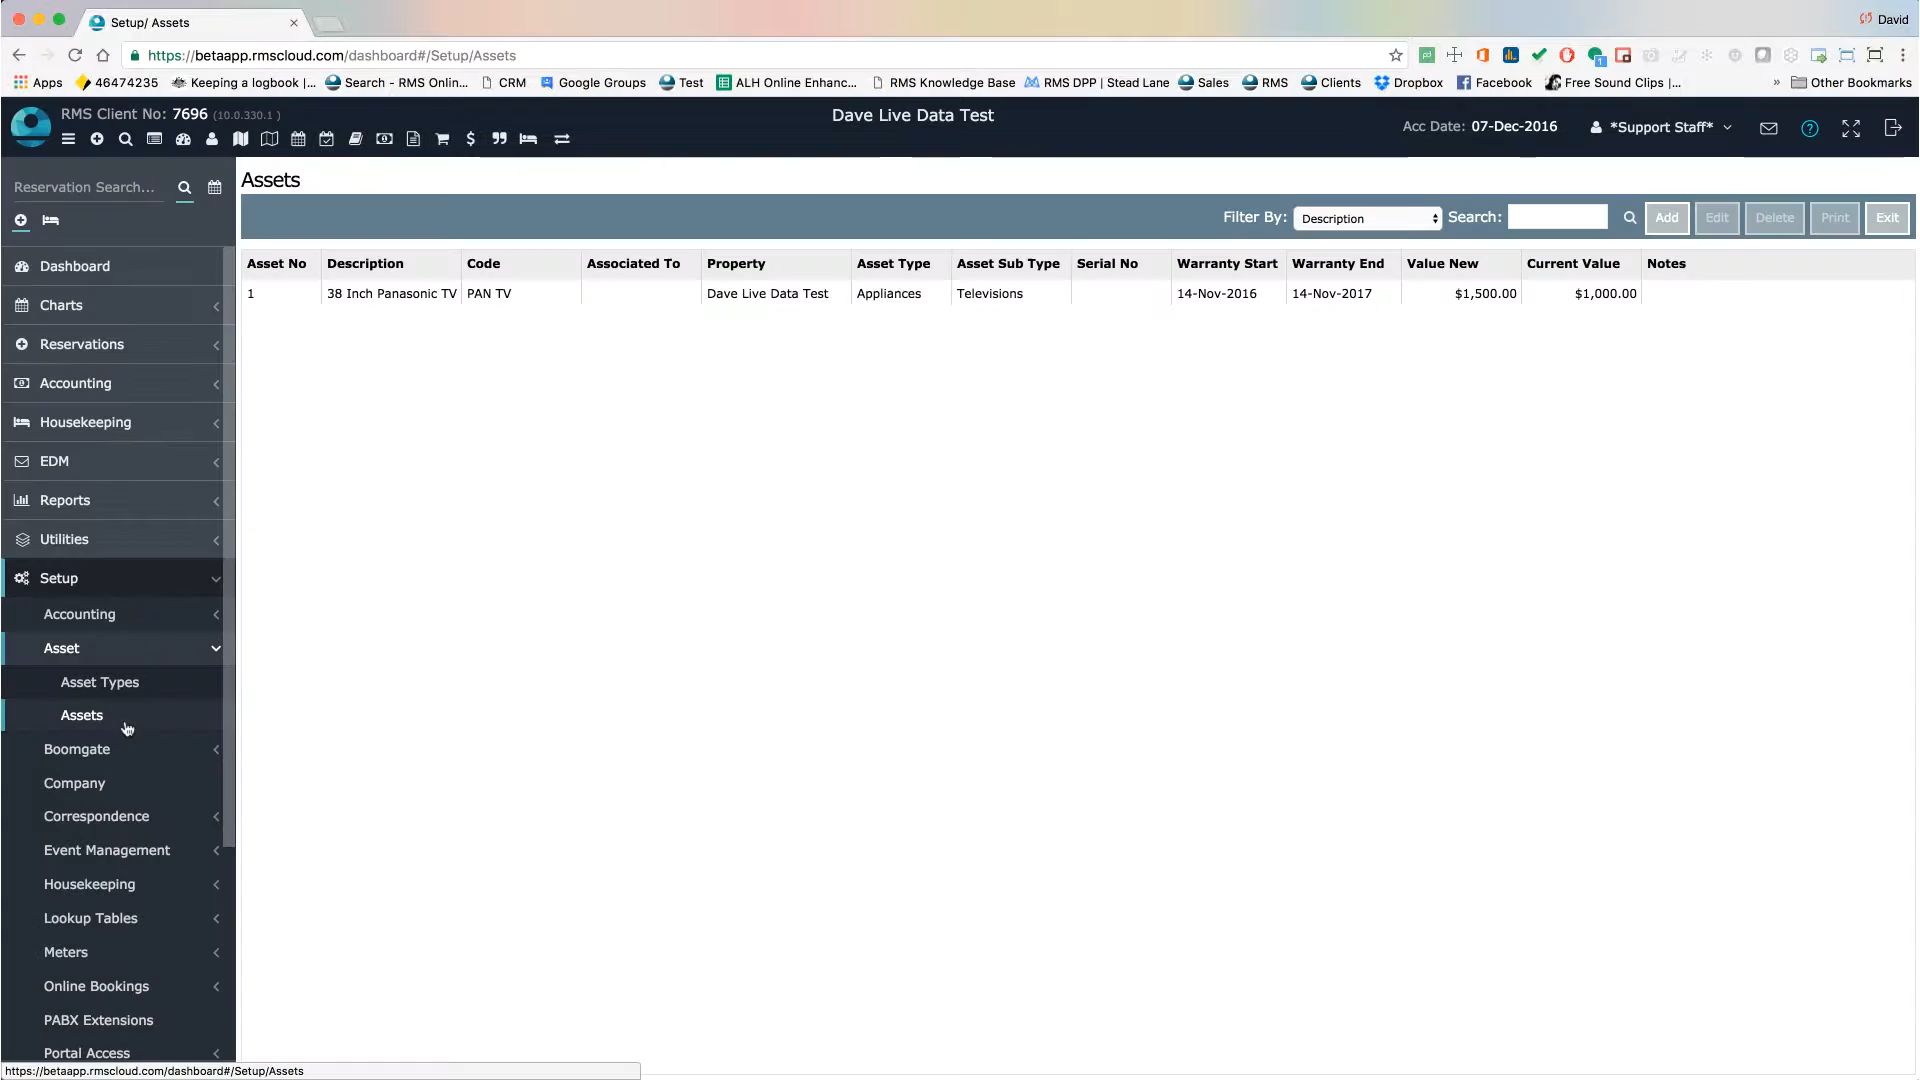 Setup/ Assets
David
https://betaapp.rmscloud.com/dashboard#/Setup/Assets
Apps 46474235 Keeping a logbook |... Search - RMS Onlin... CRM Google Groups Test ALH Online Enhanc... RMS Knowledge Base RMS DPP | Stead Lane Sales RMS Clients Dropbox Facebook Free Sound Clips |... » Other Bookmarks
RMS Client No: 7696 (10.0.330.1 )
Dave Live Data Test
Acc Date: 07-Dec-2016 *Support Staff*
Reservation Search...
Assets
Filter By: Description Search: Add Edit Delete Print Exit
Asset No Description Code Associated To Property Asset Type Asset Sub Type Serial No Warranty Start Warranty End Value New Current Value Notes
1 38 Inch Panasonic TV PAN TV Dave Live Data Test Appliances Televisions 14-Nov-2016 14-Nov-2017 $1,500.00 $1,000.00
Dashboard
Charts
Reservations
Accounting
Housekeeping
EDM
Reports
Utilities
Setup
Accounting
Asset
Asset Types
Assets
Boomgate
Company
Correspondence
Event Management
Housekeeping
Lookup Tables
Meters
Online Bookings
PABX Extensions
Portal Access
https://betaapp.rmscloud.com/dashboard#/Setup/Assets